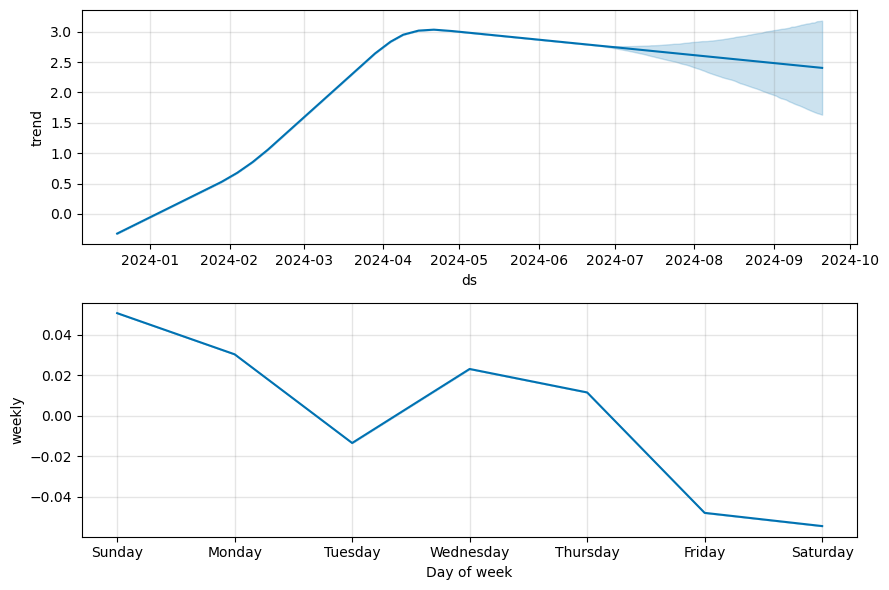 3.0
2.5
2.0
1.5
1.0
0.5
0.0
trend
2024-01 2024-02 2024-03 2024-04 2024-05 2024-06 2024-07 2024-08 2024-09 2024-10
ds
0.04
0.02
0.00
−0.02
−0.04
weekly
Sunday Monday Tuesday Wednesday Thursday Friday Saturday
Day of week